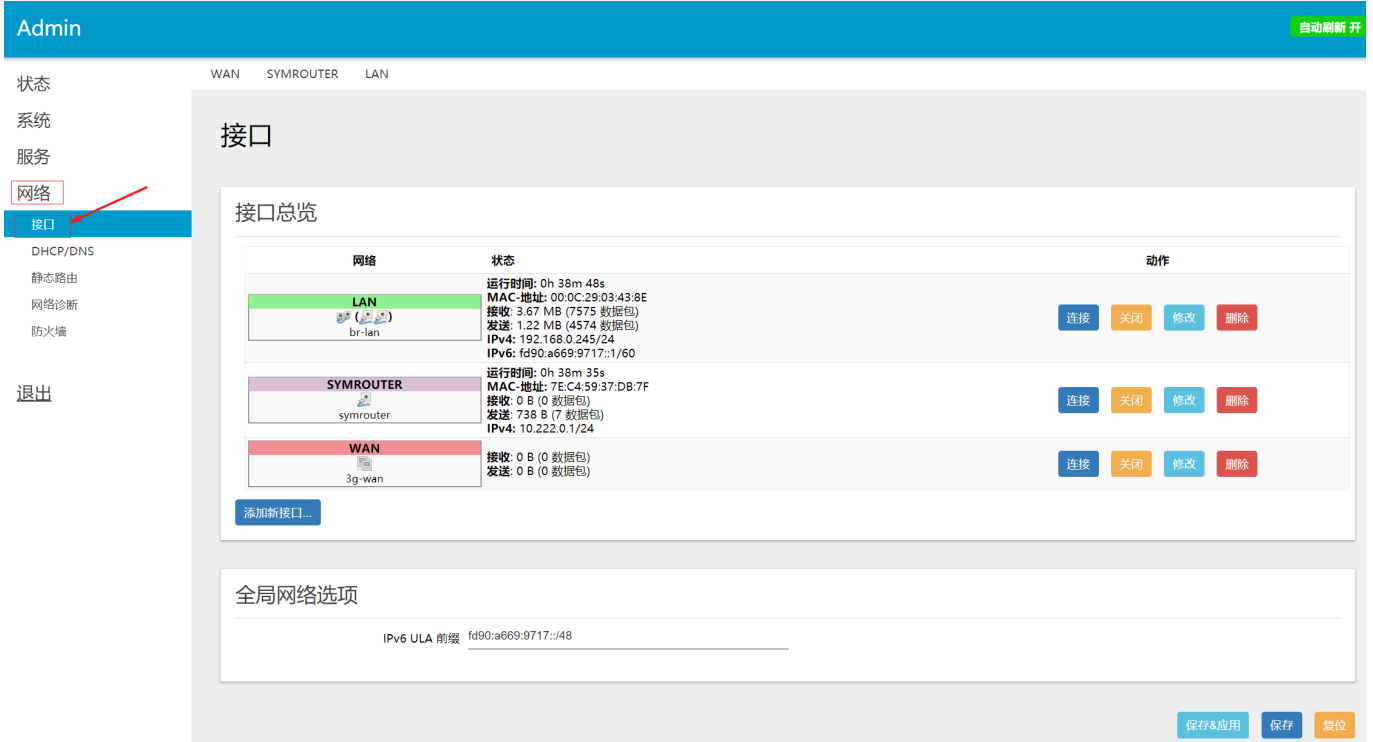 Admin
自动刷新 开
状态
系统
服务
网络
接口
DHCP/DNS
静态路由
网络诊断
防火墙
退出
WAN SYMROUTER LAN
接口
接口总览
网络 状态 动作
LAN
( )
br-lan
运行时间: 0h 38m 48s
MAC-地址: 00:0C:29:03:43:8E
接收: 3.67 MB (7575 数据包)
发送: 1.22 MB (4574 数据包)
IPv4: 192.168.0.245/24
IPv6: fd90:a669:9717::1/60
连接 关闭 修改 删除
SYMROUTER
symrouter
运行时间: 0h 38m 35s
MAC-地址: 7E:C4:59:37:DB:7F
接收: 0 B (0 数据包)
发送: 738 B (7 数据包)
IPv4: 10.222.0.1/24
连接 关闭 修改 删除
WAN
3g-wan
接收: 0 B (0 数据包)
发送: 0 B (0 数据包)
连接 关闭 修改 删除
添加新接口...
全局网络选项
IPv6 ULA 前缀 fd90:a669:9717::/48
保存&应用 保存 复位